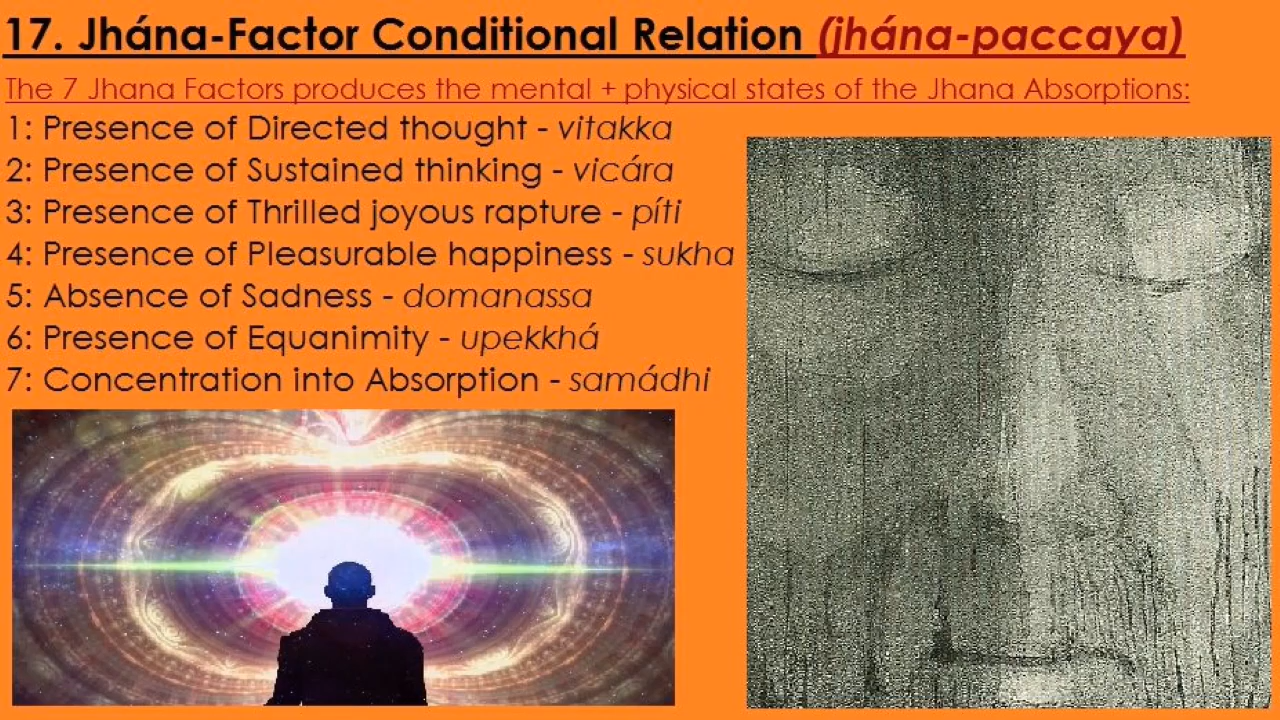 17. Jhána-Factor Conditional Relation (jhána-paccaya)
The 7 Jhana Factors produces the mental + physical states of the Jhana Absorptions:
1: Presence of Directed thought - vitakka
2: Presence of Sustained thinking - vicára
3: Presence of Thrilled joyous rapture - píti
4: Presence of Pleasurable happiness - sukha
5: Absence of Sadness - domanassa
6: Presence of Equanimity - upekkhá
7: Concentration into Absorption - samádhi